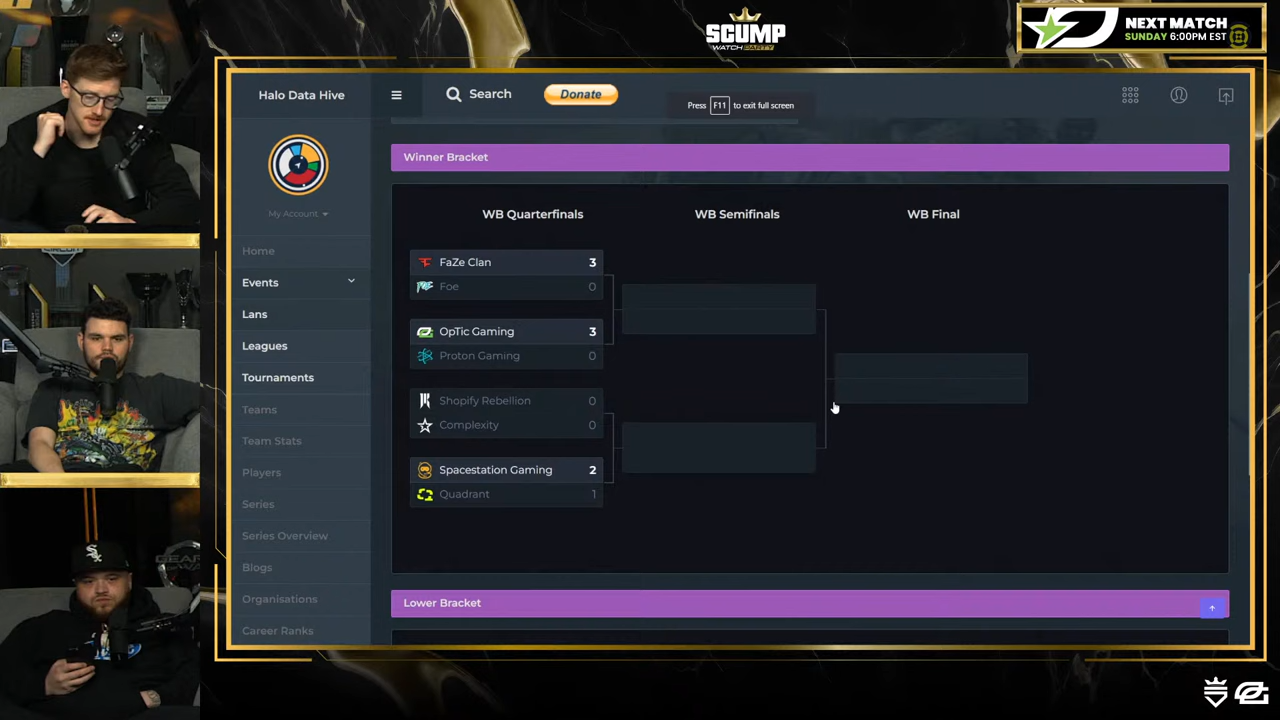 SCUMP
WATCH PARTY
NEXT MATCH
SUNDAY 6:00PM EST
Halo Data Hive
Search
Donate
Press F11 to exit full screen
My Account
Home
Events
Lans
Leagues
Tournaments
Teams
Team Stats
Players
Series
Series Overview
Blogs
Organisations
Career Ranks
Winner Bracket
WB Quarterfinals
WB Semifinals
WB Final
FaZe Clan 3
Foe 0
OpTic Gaming 3
Proton Gaming 0
Shopify Rebellion 0
Complexity 0
Spacestation Gaming 2
Quadrant 1
Lower Bracket